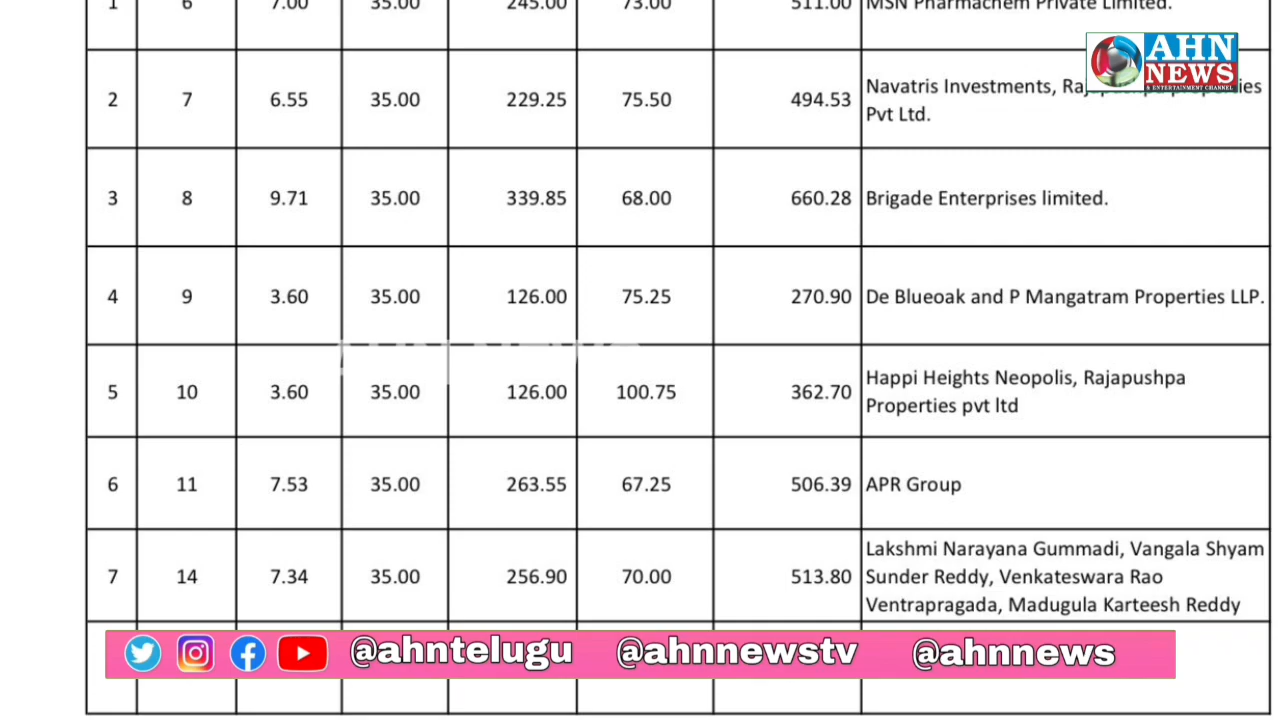 1 6 7.00 35.00 245.00 73.00 511.00 MSN Pharmachem Private Limited.
AHN
NEWS
& ENTERTAINMENT CHANNEL
2 7 6.55 35.00 229.25 75.50 494.53 Navatris Investments, Rajapushpa properties
Pvt Ltd.
3 8 9.71 35.00 339.85 68.00 660.28 Brigade Enterprises limited.
4 9 3.60 35.00 126.00 75.25 270.90 De Blueoak and P Mangatram Properties LLP.
5 10 3.60 35.00 126.00 100.75 362.70 Happi Heights Neopolis, Rajapushpa
Properties pvt ltd
6 11 7.53 35.00 263.55 67.25 506.39 APR Group
7 14 7.34 35.00 256.90 70.00 513.80 Lakshmi Narayana Gummadi, Vangala Shyam
Sunder Reddy, Venkateswara Rao
Ventrapragada, Madugula Karteesh Reddy
@ahntelugu @ahnnewstv @ahnnews